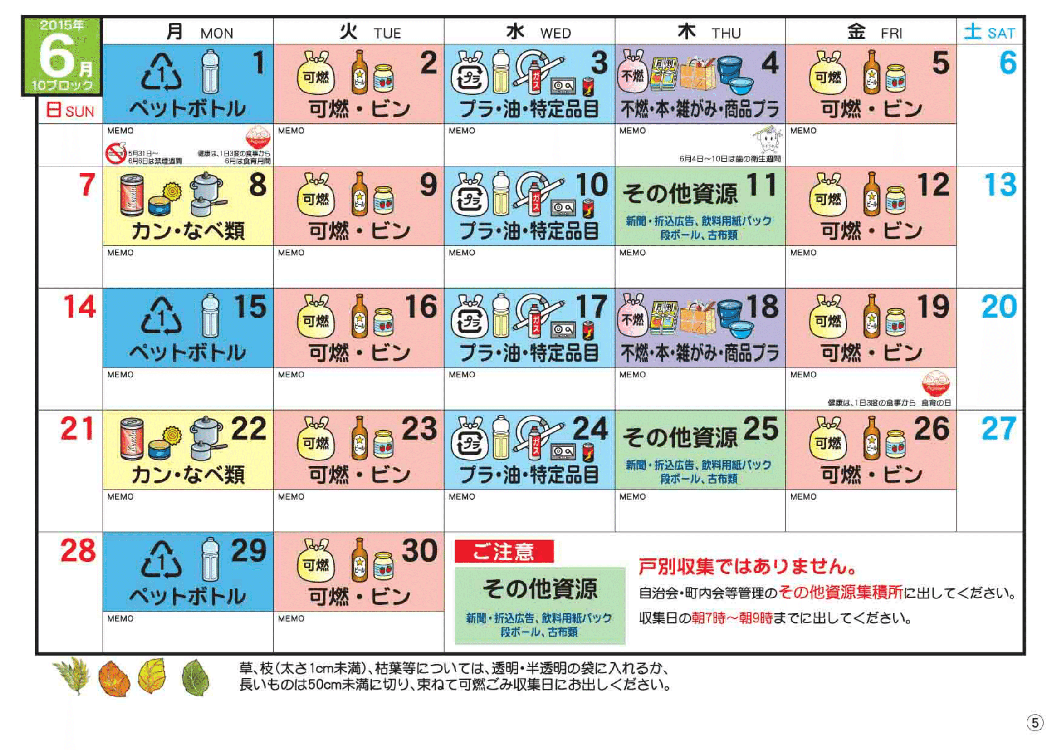 2015年
6月
10ブロック
日 SUN
月 MON
火 TUE
水 WED
木 THU
金 FRI
土 SAT
1
ペットボトル
可燃
2
可燃・ビン
プラ
ガス
3
プラ・油・特定品目
不燃
月刊
4
不燃・本・雑がみ・商品プラ
可燃
5
可燃・ビン
6
MEMO
5月31日～
6月6日は禁煙週間
健康は、1日3度の食事から
6月は食育月間
MEMO
MEMO
MEMO
6月4日～10日は歯の衛生週間
MEMO
7
8
カン・なべ類
可燃
ビール
9
可燃・ビン
プラ
ガス
10
プラ・油・特定品目
その他資源 11
新聞・折込広告、飲料用紙パック
段ボール、古布類
可燃
ビール
12
可燃・ビン
13
MEMO
MEMO
MEMO
MEMO
MEMO
14
1
15
ペットボトル
可燃
16
可燃・ビン
プラ
ガス
17
プラ・油・特定品目
不燃
月刊
18
不燃・本・雑がみ・商品プラ
可燃
19
可燃・ビン
20
MEMO
MEMO
MEMO
MEMO
MEMO
健康は、1日3度の食事から 食育の日
21
22
カン・なべ類
可燃
23
可燃・ビン
プラ
ガス
24
プラ・油・特定品目
その他資源 25
新聞・折込広告、飲料用紙パック
段ボール、古布類
可燃
26
可燃・ビン
27
MEMO
MEMO
MEMO
MEMO
MEMO
28
1
29
ペットボトル
可燃
ビール
30
可燃・ビン
MEMO
MEMO
ご注意
その他資源
新聞・折込広告、飲料用紙パック
段ボール、古布類
戸別収集ではありません。
自治会・町内会等管理のその他資源集積所に出してください。
収集日の朝7時～朝9時までに出してください。
草、枝(太さ1cm未満)、枯葉等については、透明・半透明の袋に入れるか、
長いものは50cm未満に切り、束ねて可燃ごみ収集日にお出しください。
⑤